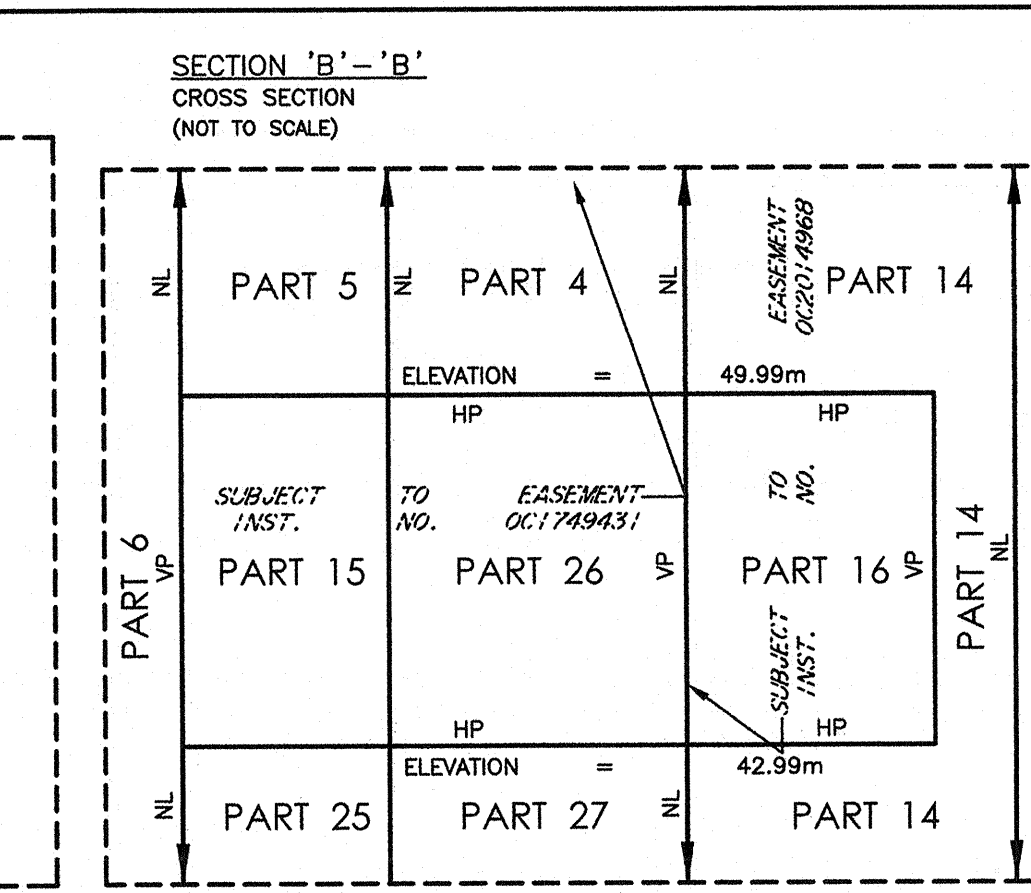 SECTION 'B'-'B'
CROSS SECTION
(NOT TO SCALE)
NL
PART 5
NL
PART 4
NL
EASEMENT
OC2014968
PART 14
ELEVATION = 49.99m
HP
HP
SUBJECT TO EASEMENT
INST. NO. OC1749431
TO
NO.
PART 6
VP
PART 15
PART 26
VP
PART 16
VP
PART 14
NL
SUBJECT
INST.
HP
HP
ELEVATION = 42.99m
NL
PART 25
PART 27
NL
PART 14